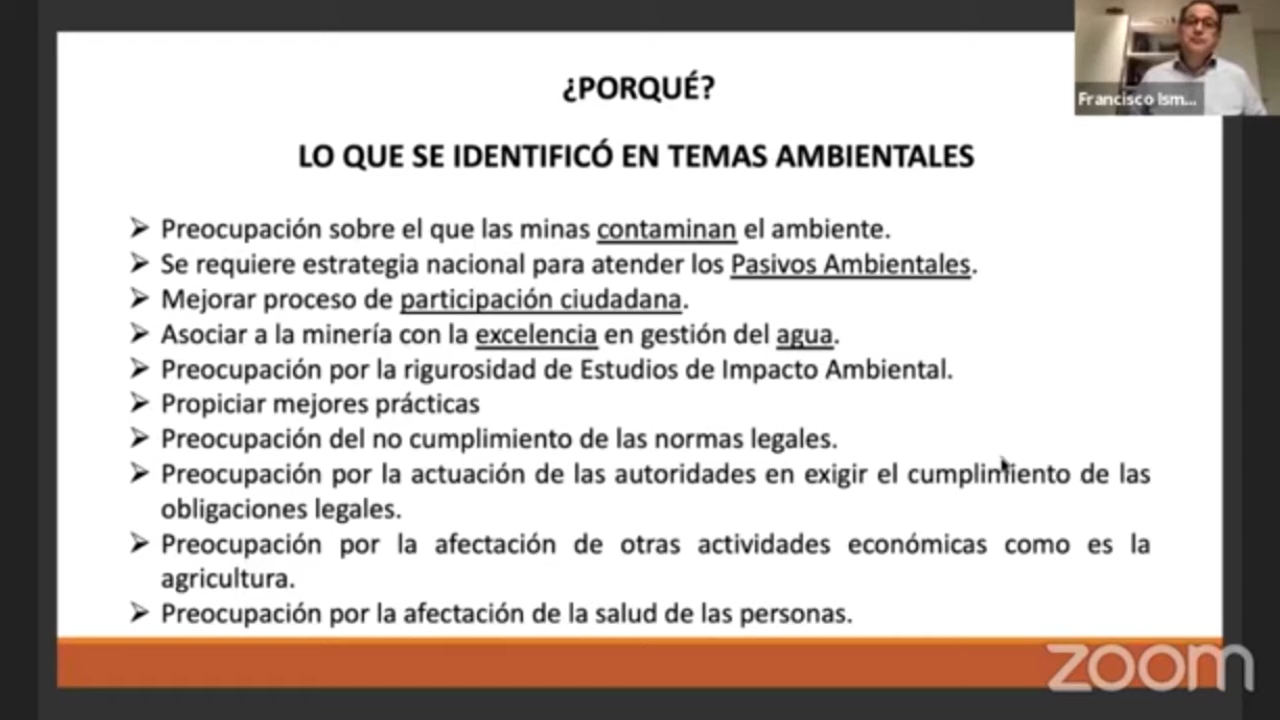 ¿PORQUÉ?
LO QUE SE IDENTIFICÓ EN TEMAS AMBIENTALES
➤ Preocupación sobre el que las minas contaminan el ambiente.
➤ Se requiere estrategia nacional para atender los Pasivos Ambientales.
➤ Mejorar proceso de participación ciudadana.
➤ Asociar a la minería con la excelencia en gestión del agua.
➤ Preocupación por la rigurosidad de Estudios de Impacto Ambiental.
➤ Propiciar mejores prácticas
➤ Preocupación del no cumplimiento de las normas legales.
➤ Preocupación por la actuación de las autoridades en exigir el cumplimiento de las
obligaciones legales.
➤ Preocupación por la afectación de otras actividades económicas como es la
agricultura.
➤ Preocupación por la afectación de la salud de las personas.
Francisco Ism...
zoom